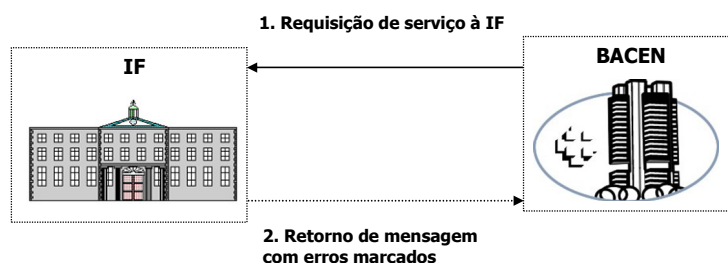 1. Requisição de serviço à IF
IF
BACEN
2. Retorno de mensagem
com erros marcados